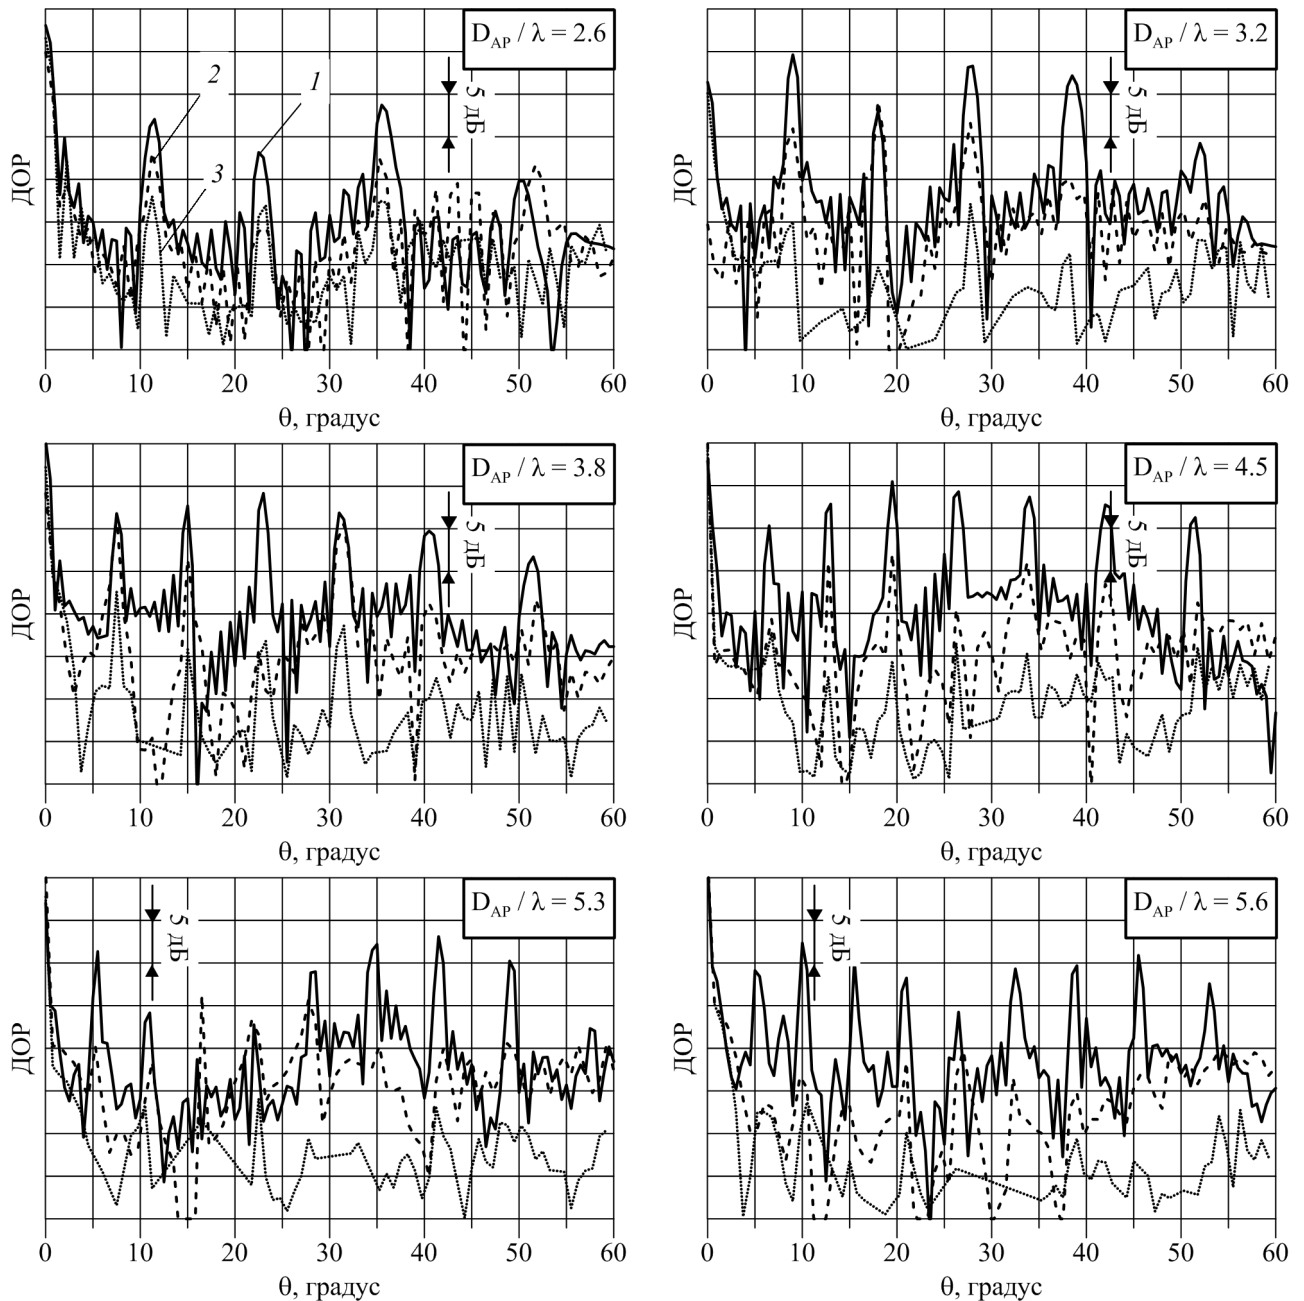 D_AP / λ = 2.6
5 дБ
2
1
3
ДОР
0 10 20 30 40 50 60
θ, градус
D_AP / λ = 3.2
5 дБ
ДОР
0 10 20 30 40 50 60
θ, градус
D_AP / λ = 3.8
5 дБ
ДОР
0 10 20 30 40 50 60
θ, градус
D_AP / λ = 4.5
5 дБ
ДОР
0 10 20 30 40 50 60
θ, градус
D_AP / λ = 5.3
5 дБ
ДОР
0 10 20 30 40 50 60
θ, градус
D_AP / λ = 5.6
5 дБ
ДОР
0 10 20 30 40 50 60
θ, градус